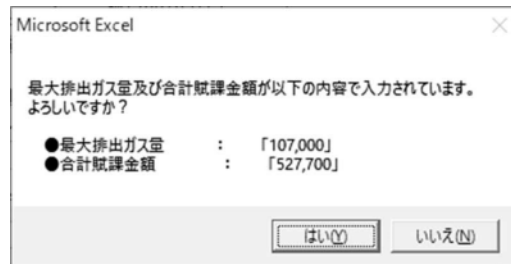 Microsoft Excel
最大排出ガス量及び合計賦課金額が以下の内容で入力されています。
よろしいですか？
●最大排出ガス量 : 「107,000」
●合計賦課金額 : 「527,700」
はい(Y) いいえ(N)